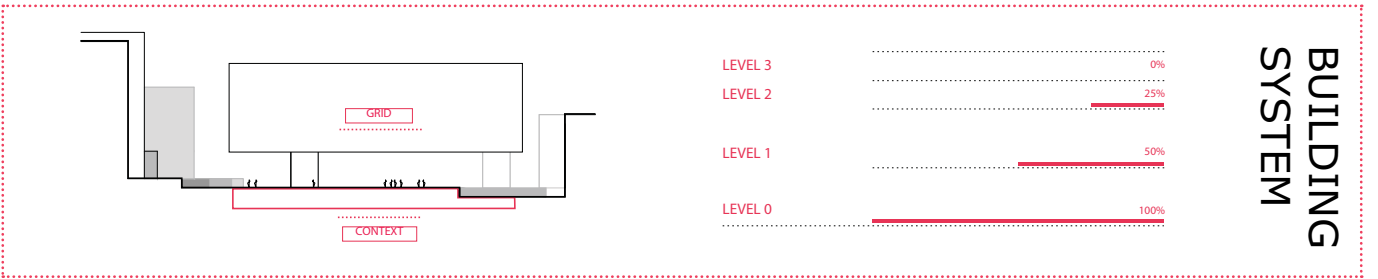 GRID
CONTEXT
LEVEL 3
0%
LEVEL 2
25%
LEVEL 1
50%
LEVEL 0
100%
BUILDING
SYSTEM